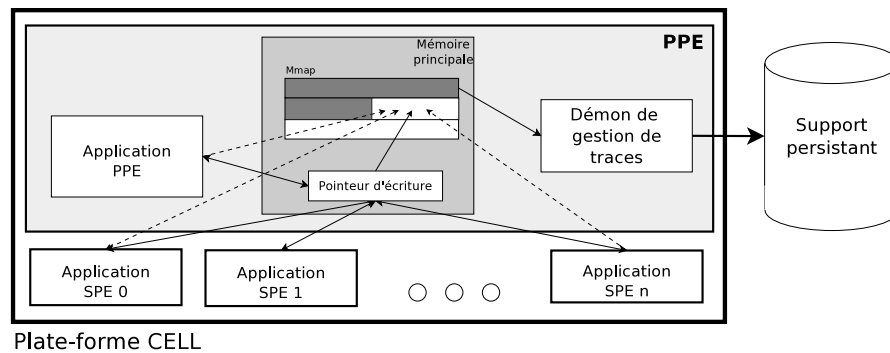 PPE
Mémoire
principale
Mmap
Démon de
gestion de
traces
Support
persistant
Application
PPE
Pointeur d'écriture
Application
SPE 0
Application
SPE 1
Application
SPE n
Plate-forme CELL